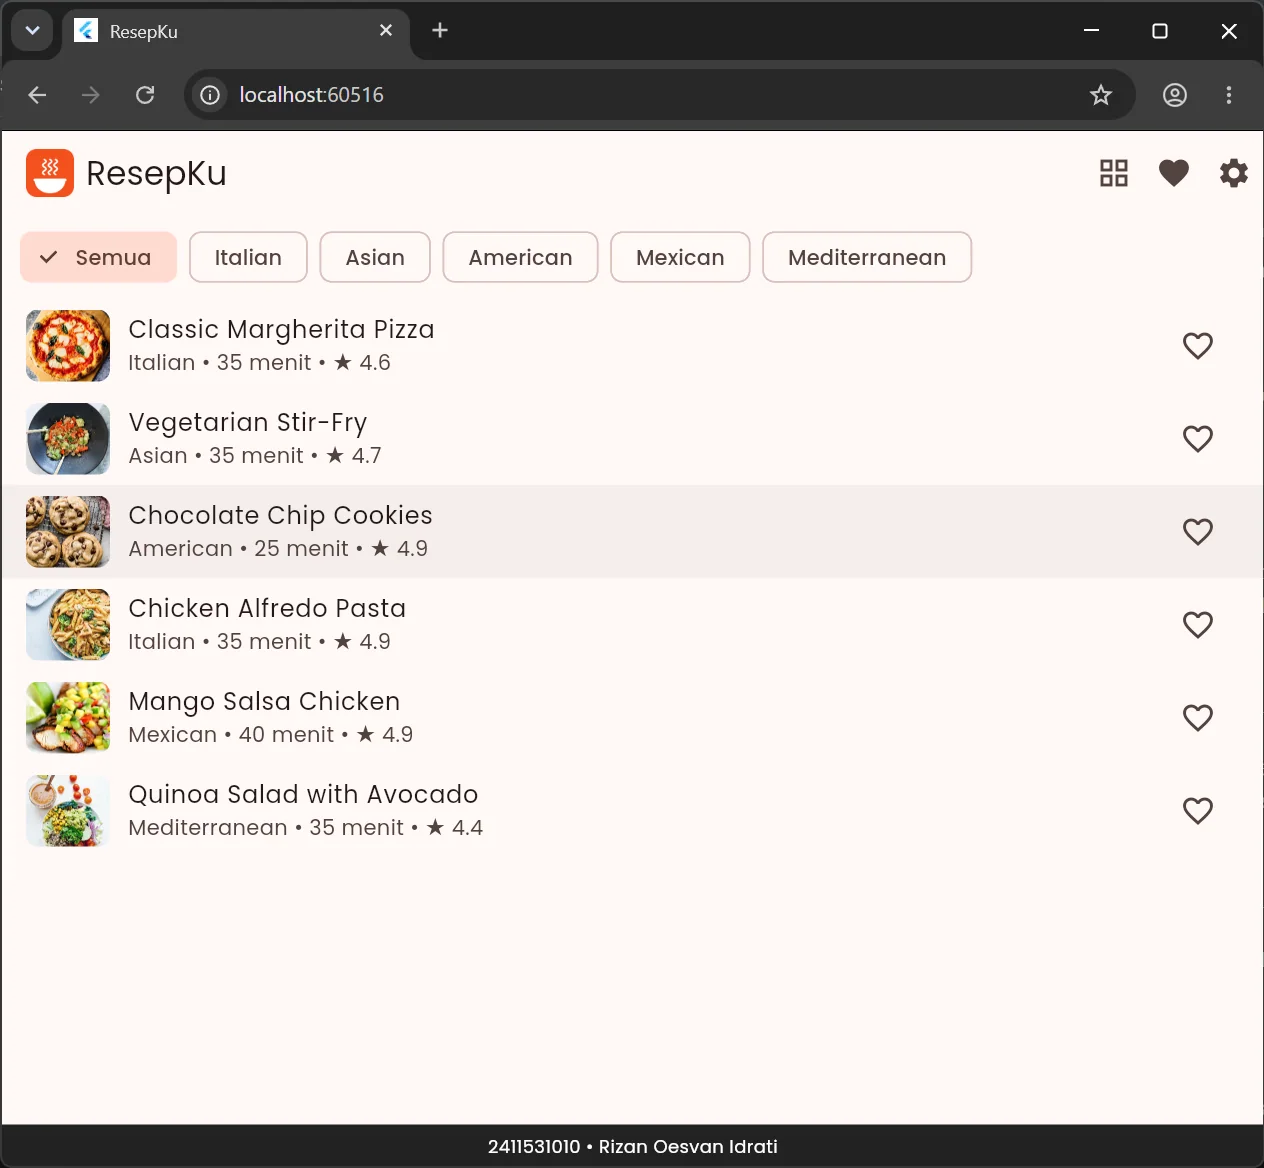 ResepKu
localhost:60516
ResepKu
Semua Italian Asian American Mexican Mediterranean
Classic Margherita Pizza
Italian • 35 menit • ★ 4.6
Vegetarian Stir-Fry
Asian • 35 menit • ★ 4.7
Chocolate Chip Cookies
American • 25 menit • ★ 4.9
Chicken Alfredo Pasta
Italian • 35 menit • ★ 4.9
Mango Salsa Chicken
Mexican • 40 menit • ★ 4.9
Quinoa Salad with Avocado
Mediterranean • 35 menit • ★ 4.4
2411531010 • Rizan Oesvan Idrati